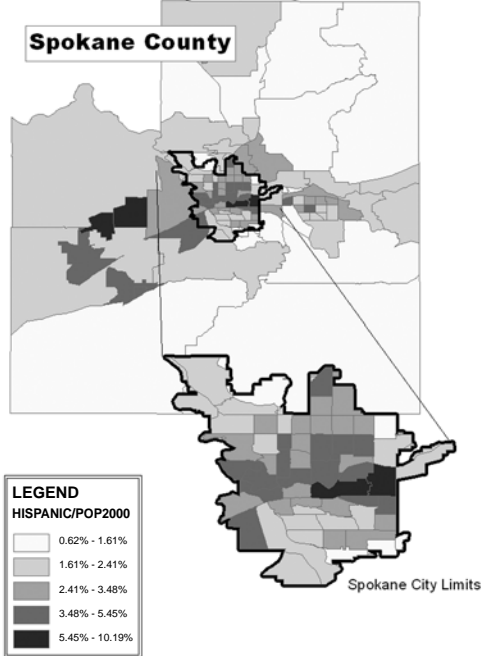 Spokane County
LEGEND
HISPANIC/POP2000
0.62% - 1.61%
1.61% - 2.41%
2.41% - 3.48%
3.48% - 5.45%
5.45% - 10.19%
Spokane City Limits